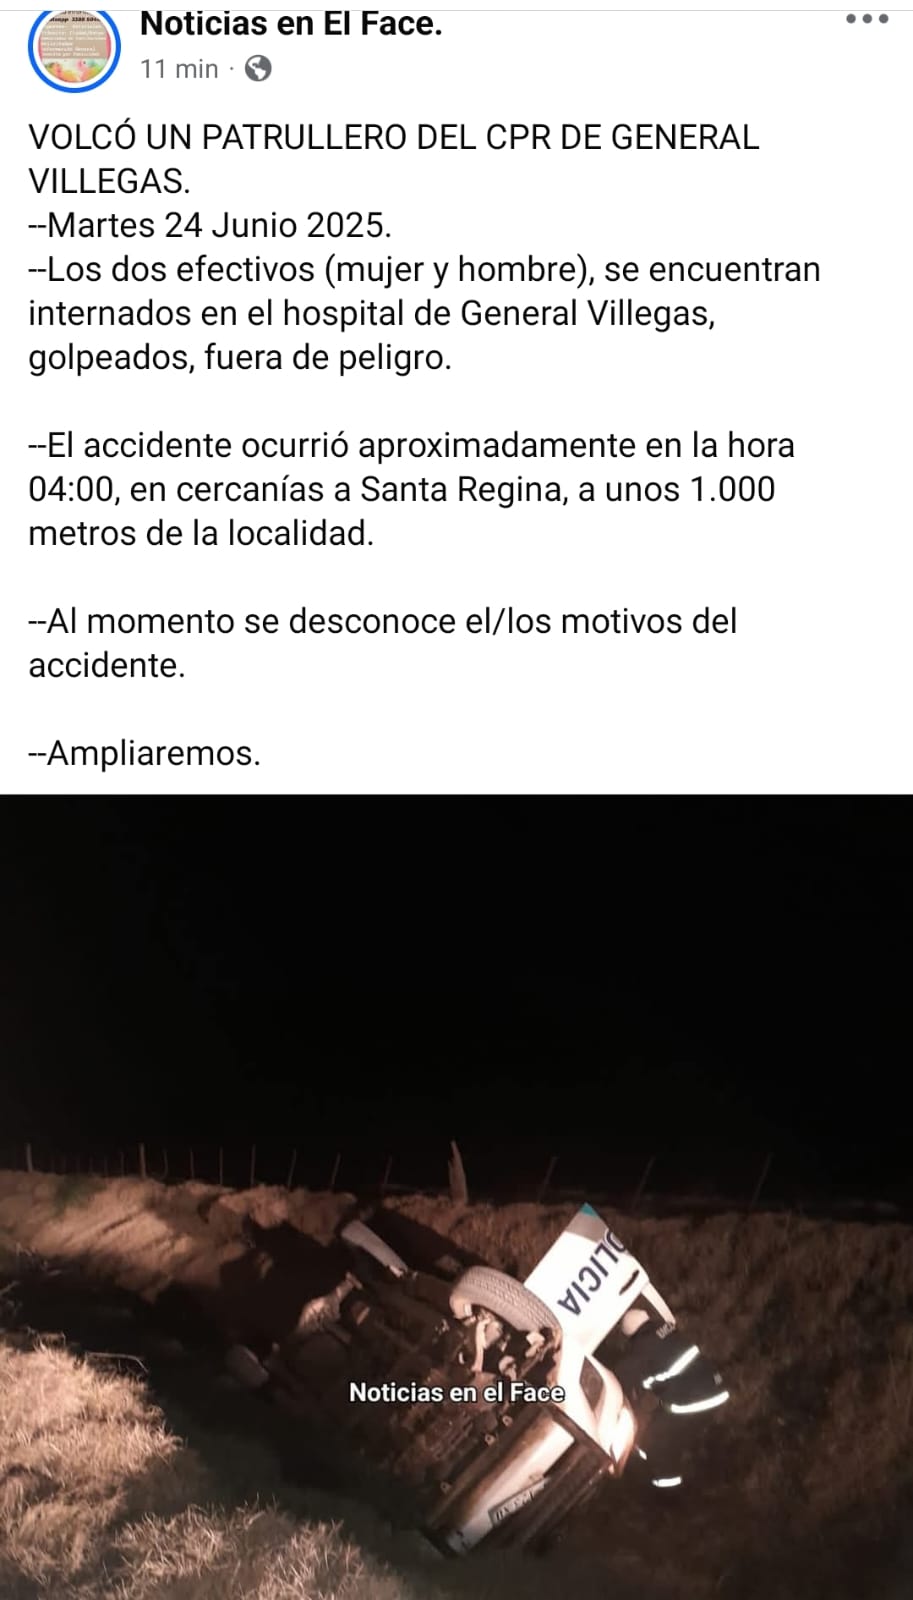 Noticias en El Face.
11 min ·
VOLCÓ UN PATRULLERO DEL CPR DE GENERAL
VILLEGAS.
--Martes 24 Junio 2025.
--Los dos efectivos (mujer y hombre), se encuentran
internados en el hospital de General Villegas,
golpeados, fuera de peligro.
--El accidente ocurrió aproximadamente en la hora
04:00, en cercanías a Santa Regina, a unos 1.000
metros de la localidad.
--Al momento se desconoce el/los motivos del
accidente.
--Ampliaremos.
OLICIA
Noticias en el Face